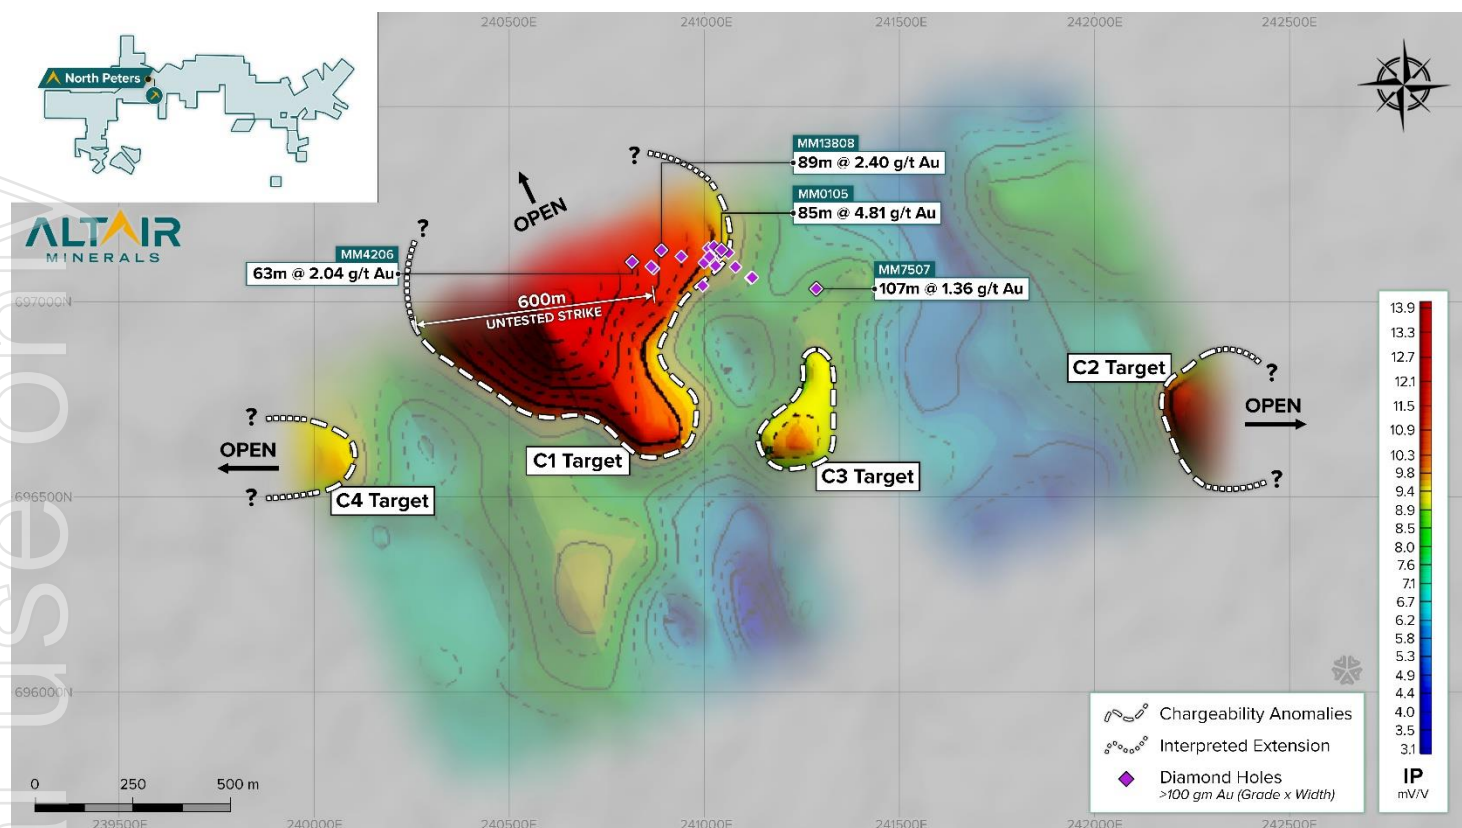 240500E
241000E
241500E
242000E
242500E
North Peters
ALTAIR
MINERALS
?
OPEN
MM13808
89m @ 2.40 g/t Au
MM0105
85m @ 4.81 g/t Au
?
MM4206
63m @ 2.04 g/t Au
MM7507
107m @ 1.36 g/t Au
697000N
600m
UNTESTED STRIKE
C2 Target
?
OPEN
?
?
OPEN
?
C4 Target
C1 Target
C3 Target
696500N
696000N
use only
13.9
13.3
12.7
12.1
11.5
10.9
10.3
9.8
9.4
8.9
8.5
8.0
7.6
7.1
6.7
6.2
5.8
5.3
4.9
4.4
4.0
3.5
3.1
IP
mV/V
Chargeability Anomalies
Interpreted Extension
Diamond Holes
>100 gm Au (Grade x Width)
0 250 500 m
239500E
240000E
240500E
241000E
241500E
242000E
242500E